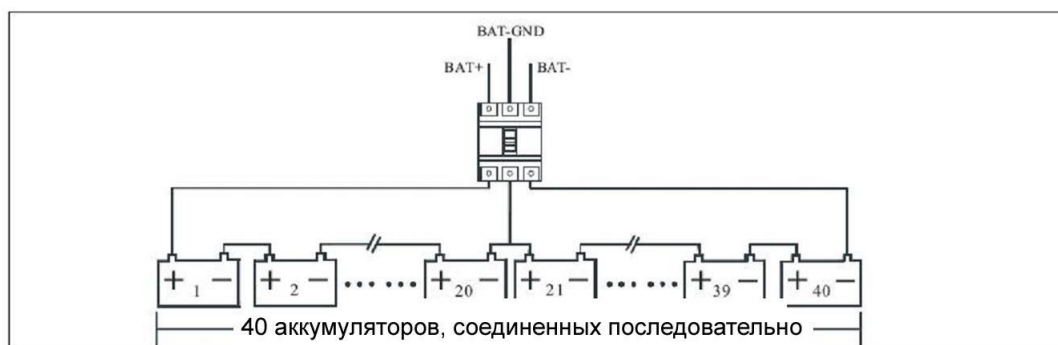 BAT-GND
BAT+ BAT-
+ − + − + − + − + − + −
1 2 20 21 39 40
40 аккумуляторов, соединенных последовательно